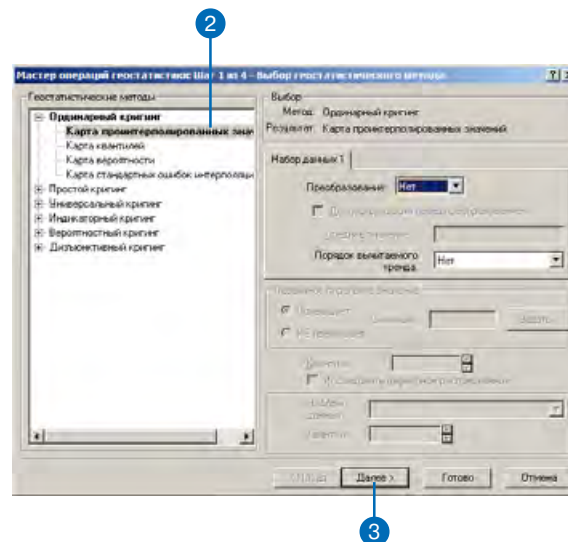 2
Мастер операций геостатистики: Шаг 1 из 4 - Выбор геостатистического метода
Геостатистические методы
Ординарный кригинг
Карта проинтерполированных знач
Карта квантилей
Карта вероятности
Карта стандартных ошибок интерполяци
Простой кригинг
Универсальный кригинг
Индикаторный кригинг
Вероятностный кригинг
Дизъюнктивный кригинг
Выбор
Метод: Ординарный кригинг
Результат: Карта проинтерполированных значений
Набор данных 1
Преобразование: Нет
Порядок вычитаемого тренда: Нет
Далее >
Готово
Отмена
3